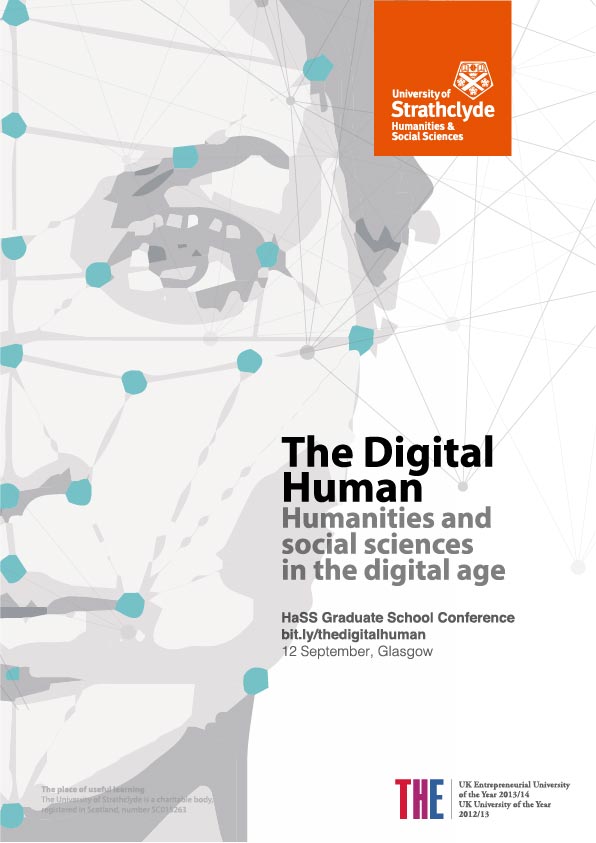 University of
Strathclyde
Humanities &
Social Sciences
The Digital
Human
Humanities and
social sciences
in the digital age
HaSS Graduate School Conference
bit.ly/thedigitalhuman
12 September, Glasgow
The place of useful learning
The University of Strathclyde is a charitable body,
registered in Scotland, number SC015263
THE
UK Entrepreneurial University
of the Year 2013/14
UK University of the Year
2012/13